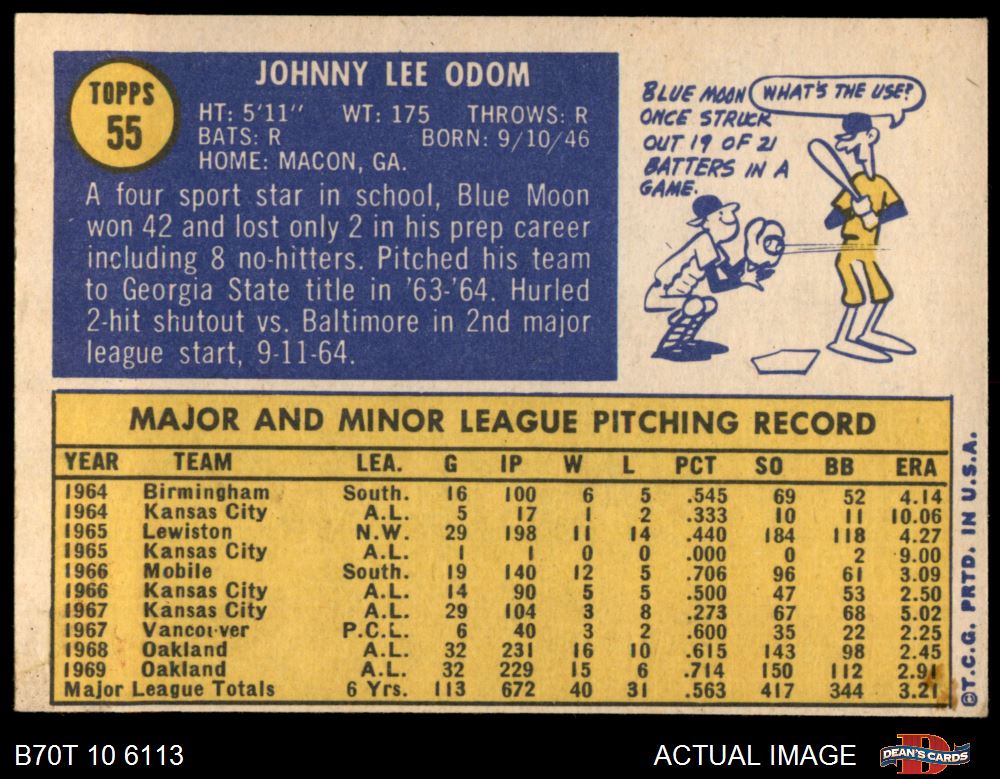 TOPPS
55
JOHNNY LEE ODOM
HT: 5'11" WT: 175 THROWS: R
BATS: R BORN: 9/10/46
HOME: MACON, GA.
A four sport star in school, Blue Moon
won 42 and lost only 2 in his prep career
including 8 no-hitters. Pitched his team
to Georgia State title in '63-'64. Hurled
2-hit shutout vs. Baltimore in 2nd major
league start, 9-11-64.
BLUE MOON
ONCE STRUCK
OUT 19 OF 21
BATTERS IN A
GAME.
WHAT'S THE USE?
MAJOR AND MINOR LEAGUE PITCHING RECORD
YEAR TEAM LEA. G IP W L PCT SO BB ERA
1964 Birmingham South. 16 100 6 5 .545 69 52 4.14
1964 Kansas City A.L. 5 17 1 2 .333 10 11 10.06
1965 Lewiston N.W. 29 198 11 14 .440 184 118 4.27
1965 Kansas City A.L. 1 1 0 0 .000 0 2 9.00
1966 Mobile South. 19 140 12 5 .706 96 61 3.09
1966 Kansas City A.L. 14 90 5 5 .500 47 53 2.50
1967 Kansas City A.L. 29 104 3 8 .273 67 68 5.02
1967 Vancouver P.C.L. 6 40 3 2 .600 35 22 2.25
1968 Oakland A.L. 32 231 16 10 .615 143 98 2.45
1969 Oakland A.L. 32 229 15 6 .714 150 112 2.91
Major League Totals 6 Yrs. 113 672 40 31 .563 417 344 3.21
©T.C.G. PRTD. IN U.S.A.
B70T 10 6113
ACTUAL IMAGE
DEAN'S CARDS